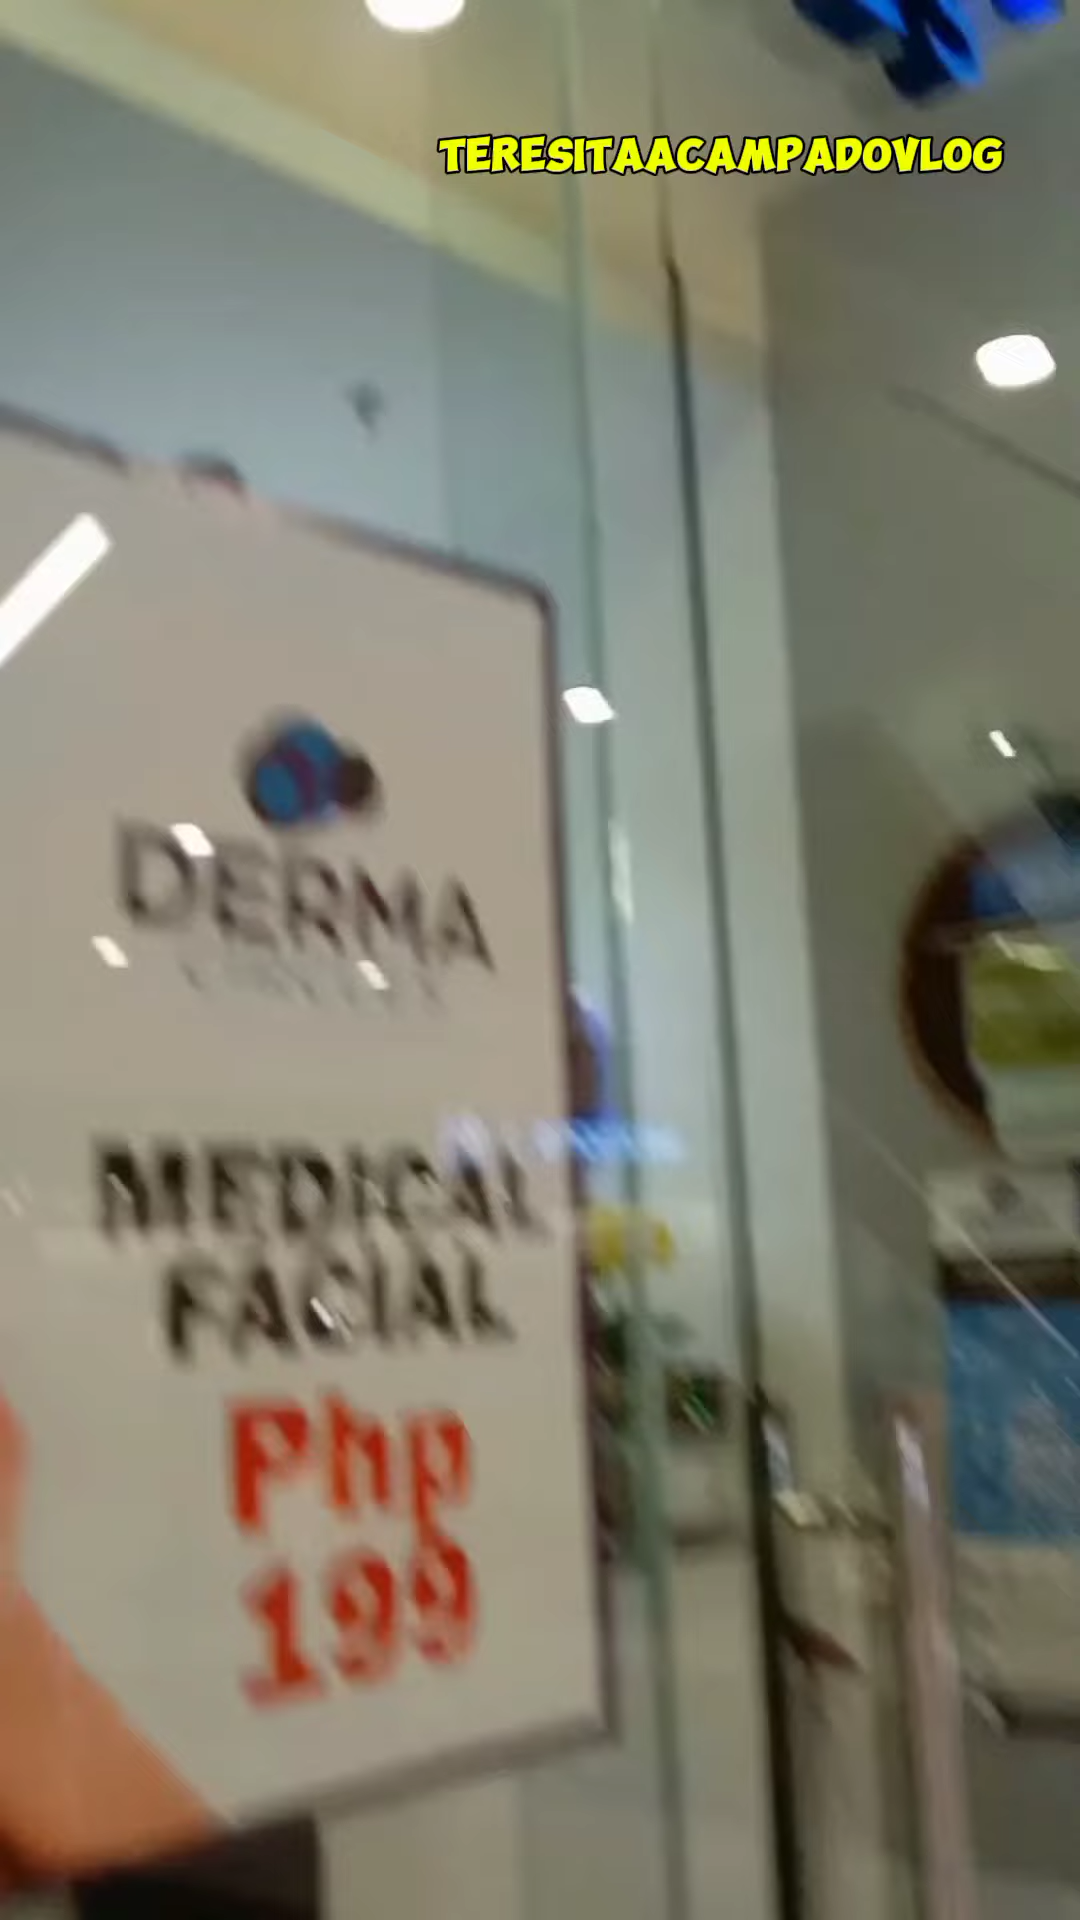 TERESITAACAMPADOVLOG
DERMA
MEDICAL
FACIAL
Php
199